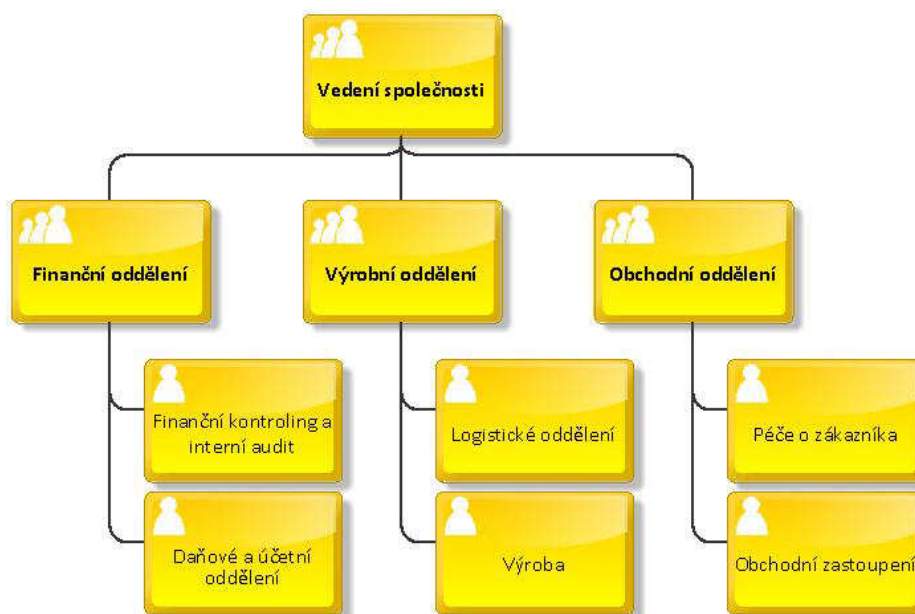 Vedení společnosti
Finanční oddělení
Výrobní oddělení
Obchodní oddělení
Finanční kontroling a
interní audit
Logistické oddělení
Péče o zákazníka
Daňové a účetní
oddělení
Výroba
Obchodní zastoupení